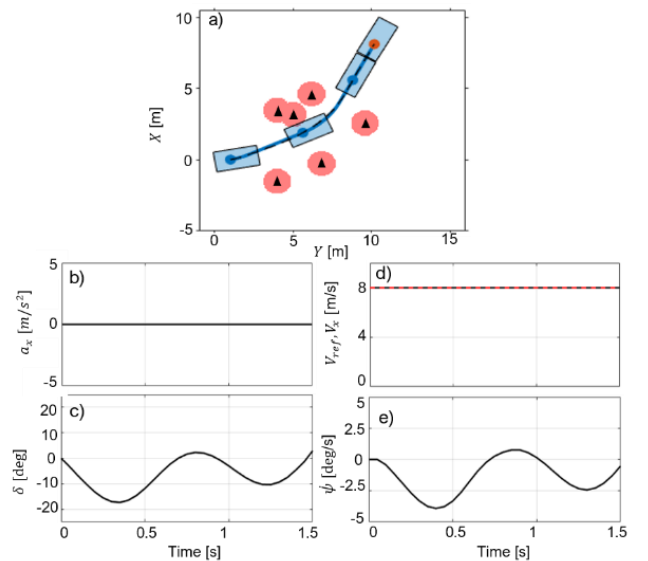 a)
10
5
0
-5
X [m]
0 5 10 15
Y [m]
b)
5
0
-5
a_x [m/s²]
d)
8
4
0
V_ref, V_x [m/s]
c)
20
10
0
-10
-20
δ [deg]
0 0.5 1 1.5
Time [s]
e)
5
2.5
0
-2.5
-5
ψ̇ [deg/s]
0 0.5 1 1.5
Time [s]